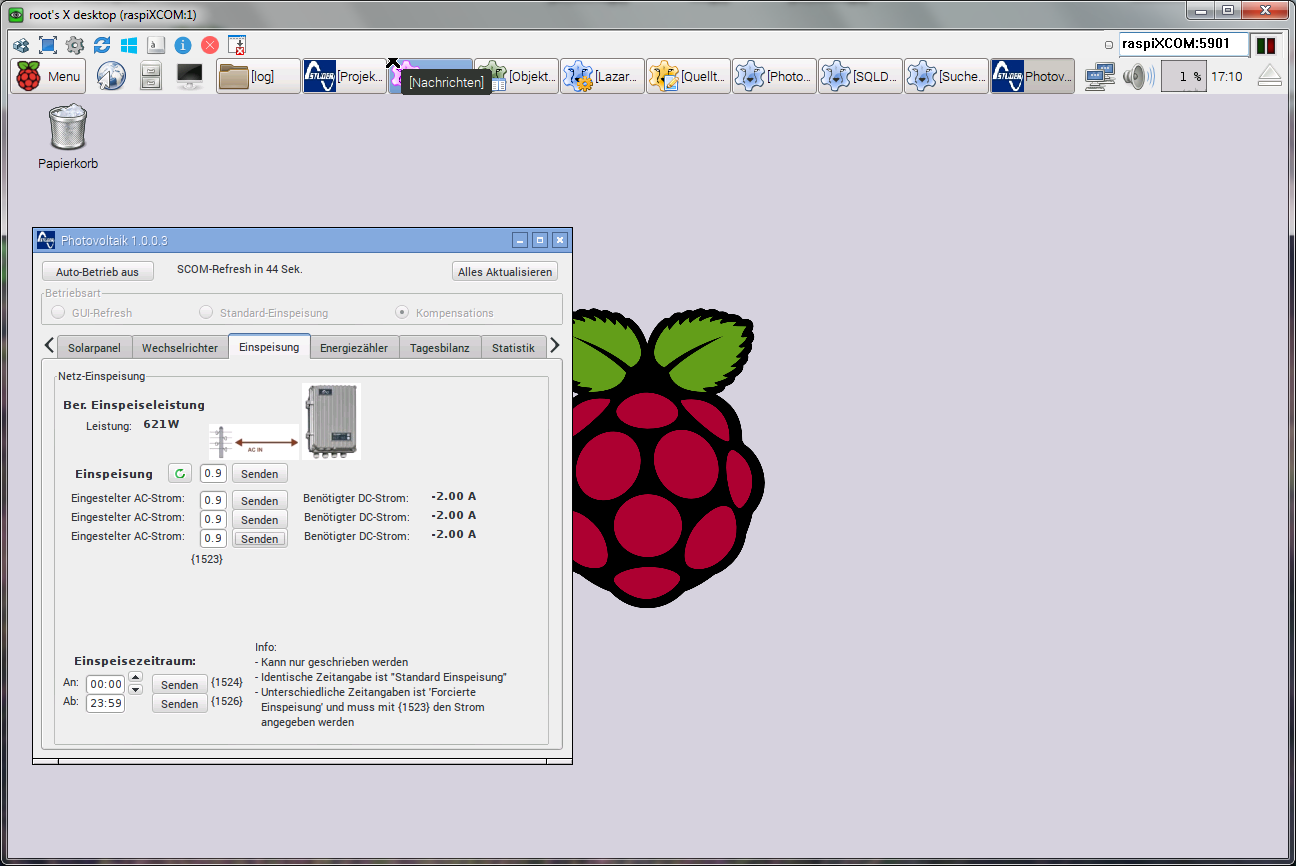 root's X desktop (raspiXCOM:1)
raspiXCOM:5901
Menu
[log]
[Projek...
[Objekt...
[Lazar...
[Quellt...
[Photo...
[SQLD...
[Suche...
Photov...
1 %
17:10
[Nachrichten]
Papierkorb
Photovoltaik 1.0.0.3
Auto-Betrieb aus
SCOM-Refresh in 44 Sek.
Alles Aktualisieren
Betriebsart
GUI-Refresh
Standard-Einspeisung
Kompensations
Solarpanel
Wechselrichter
Einspeisung
Energiezähler
Tagesbilanz
Statistik
Netz-Einspeisung
Ber. Einspeiseleistung
Leistung: 621W
AC IN
Einspeisung 0.9 Senden
Eingestelter AC-Strom: 0.9 Senden Benötigter DC-Strom: -2.00 A
Eingestelter AC-Strom: 0.9 Senden Benötigter DC-Strom: -2.00 A
Eingestelter AC-Strom: 0.9 Senden Benötigter DC-Strom: -2.00 A
{1523}
Einspeisezeitraum:
An: 00:00 Senden {1524}
Ab: 23:59 Senden {1526}
Info:
- Kann nur geschrieben werden
- Identische Zeitangabe ist "Standard Einspeisung"
- Unterschiedliche Zeitangaben ist 'Forcierte
Einspeisung' und muss mit {1523} den Strom
angegeben werden